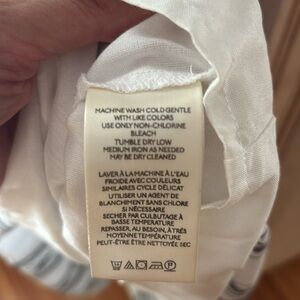 MACHINE WASH COLD GENTLE
WITH LIKE COLORS
USE ONLY NON-CHLORINE
BLEACH
TUMBLE DRY LOW
MEDIUM IRON AS NEEDED
MAY BE DRY CLEANED
LAVER À LA MACHINE À L'EAU
FROIDE AVEC COULEURS
SIMILAIRES CYCLE DÉLICAT
UTILISER UN AGENT DE
BLANCHIMENT SANS CHLORE
SI NÉCESSAIRE
SECHER PAR CULBUTAGE À
BASSE TEMPERATURE
REPASSER, AU BESOIN, À TRÈS
MOYENNE TEMPÉRATURE
PEUT-ÊTRE ÊTRE NETTOYÉE SEC